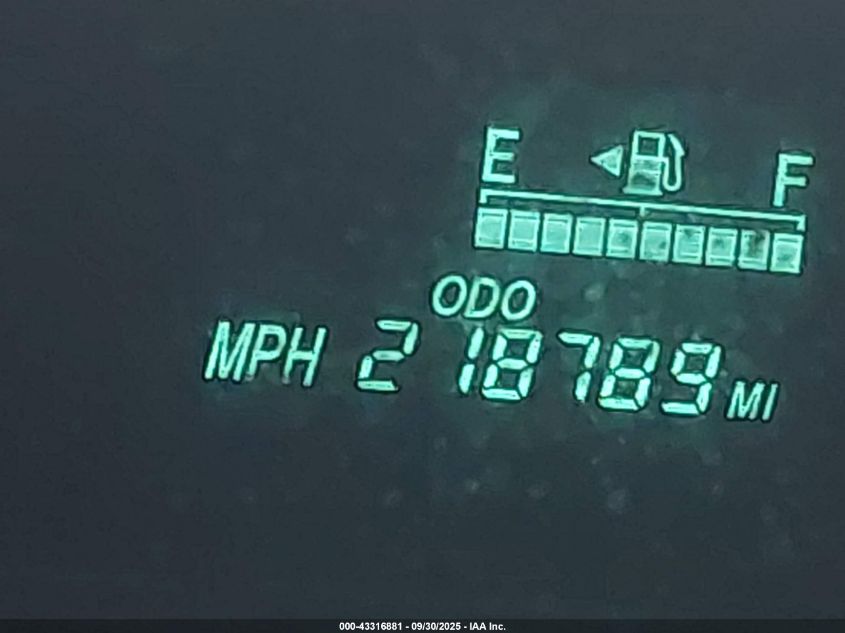 E F
ODO
MPH 218789 MI
000-43316881 - 09/30/2025 - IAA Inc.